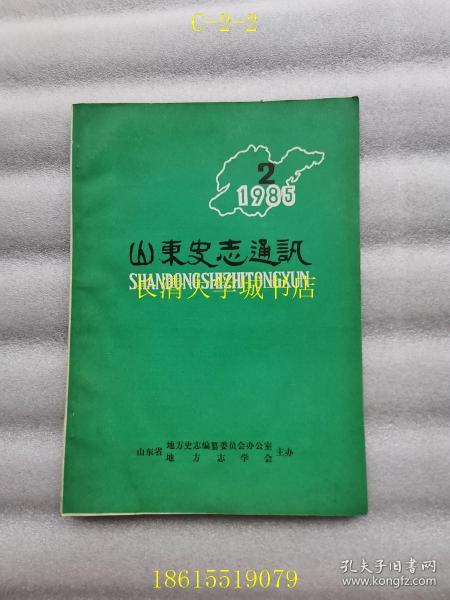 C-2-2
2
1985
山東史志通訊
SHANDONGSHIZHITONGXUN
长清大学城书店
山东省 地方史志编纂委员会办公室 主办
地方志学会
18615519079
孔夫子旧书网
www.kongfz.com